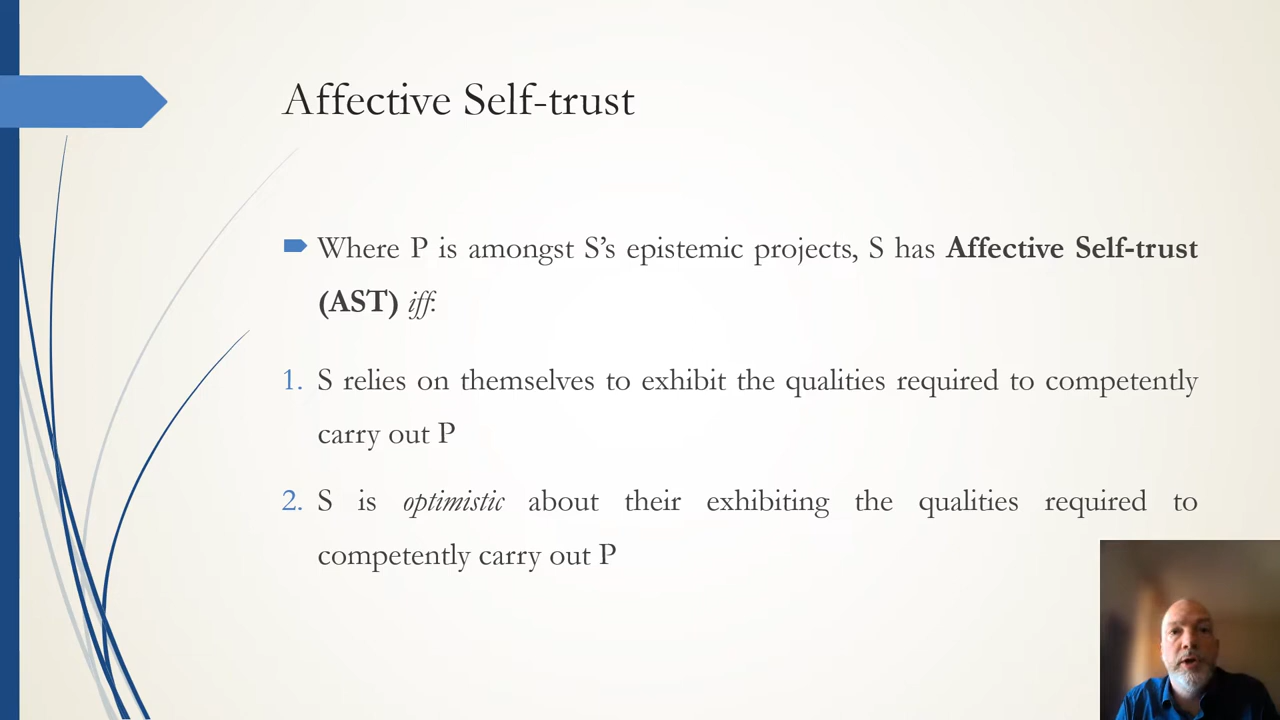 Affective Self-trust
Where P is amongst S’s epistemic projects, S has Affective Self-trust
(AST) iff:
1. S relies on themselves to exhibit the qualities required to competently
carry out P
2. S is optimistic about their exhibiting the qualities required to
competently carry out P